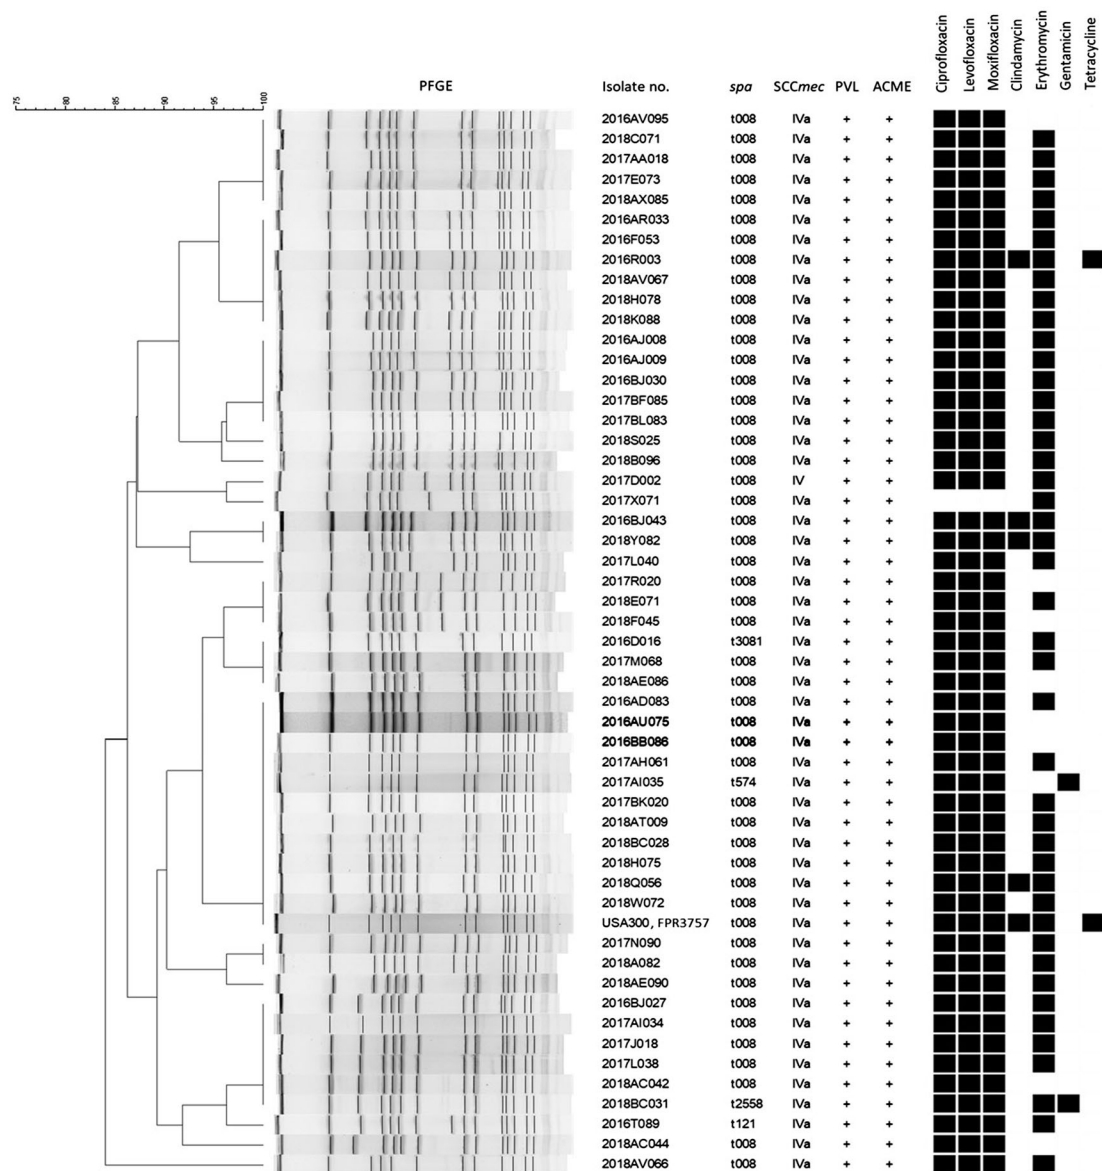 PFGE Isolate no. spa SCCmec PVL ACME Ciprofloxacin Levofloxacin Moxifloxacin Clindamycin Erythromycin Gentamicin Tetracycline
75 80 85 90 95 100
2016AV095 t008 IVa + +
2018C071 t008 IVa + +
2017AA018 t008 IVa + +
2017E073 t008 IVa + +
2018AX085 t008 IVa + +
2016AR033 t008 IVa + +
2016F053 t008 IVa + +
2016R003 t008 IVa + +
2018AV067 t008 IVa + +
2018H078 t008 IVa + +
2018K088 t008 IVa + +
2016AJ008 t008 IVa + +
2016AJ009 t008 IVa + +
2016BJ030 t008 IVa + +
2017BF085 t008 IVa + +
2017BL083 t008 IVa + +
2018S025 t008 IVa + +
2018B096 t008 IVa + +
2017D002 t008 IV + +
2017X071 t008 IVa + +
2016BJ043 t008 IVa + +
2018Y082 t008 IVa + +
2017L040 t008 IVa + +
2017R020 t008 IVa + +
2018E071 t008 IVa + +
2018F045 t008 IVa + +
2016D016 t3081 IVa + +
2017M068 t008 IVa + +
2018AE086 t008 IVa + +
2016AD083 t008 IVa + +
2016AU075 t008 IVa + +
2016BB086 t008 IVa + +
2017AH061 t008 IVa + +
2017AI035 t574 IVa + +
2017BK020 t008 IVa + +
2018AT009 t008 IVa + +
2018BC028 t008 IVa + +
2018H075 t008 IVa + +
2018Q056 t008 IVa + +
2018W072 t008 IVa + +
USA300, FPR3757 t008 IVa + +
2017N090 t008 IVa + +
2018A082 t008 IVa + +
2018AE090 t008 IVa + +
2016BJ027 t008 IVa + +
2017AI034 t008 IVa + +
2017J018 t008 IVa + +
2017L038 t008 IVa + +
2018AC042 t008 IVa + +
2018BC031 t2558 IVa + +
2016T089 t121 IVa + +
2018AC044 t008 IVa + +
2018AV066 t008 IVa + +